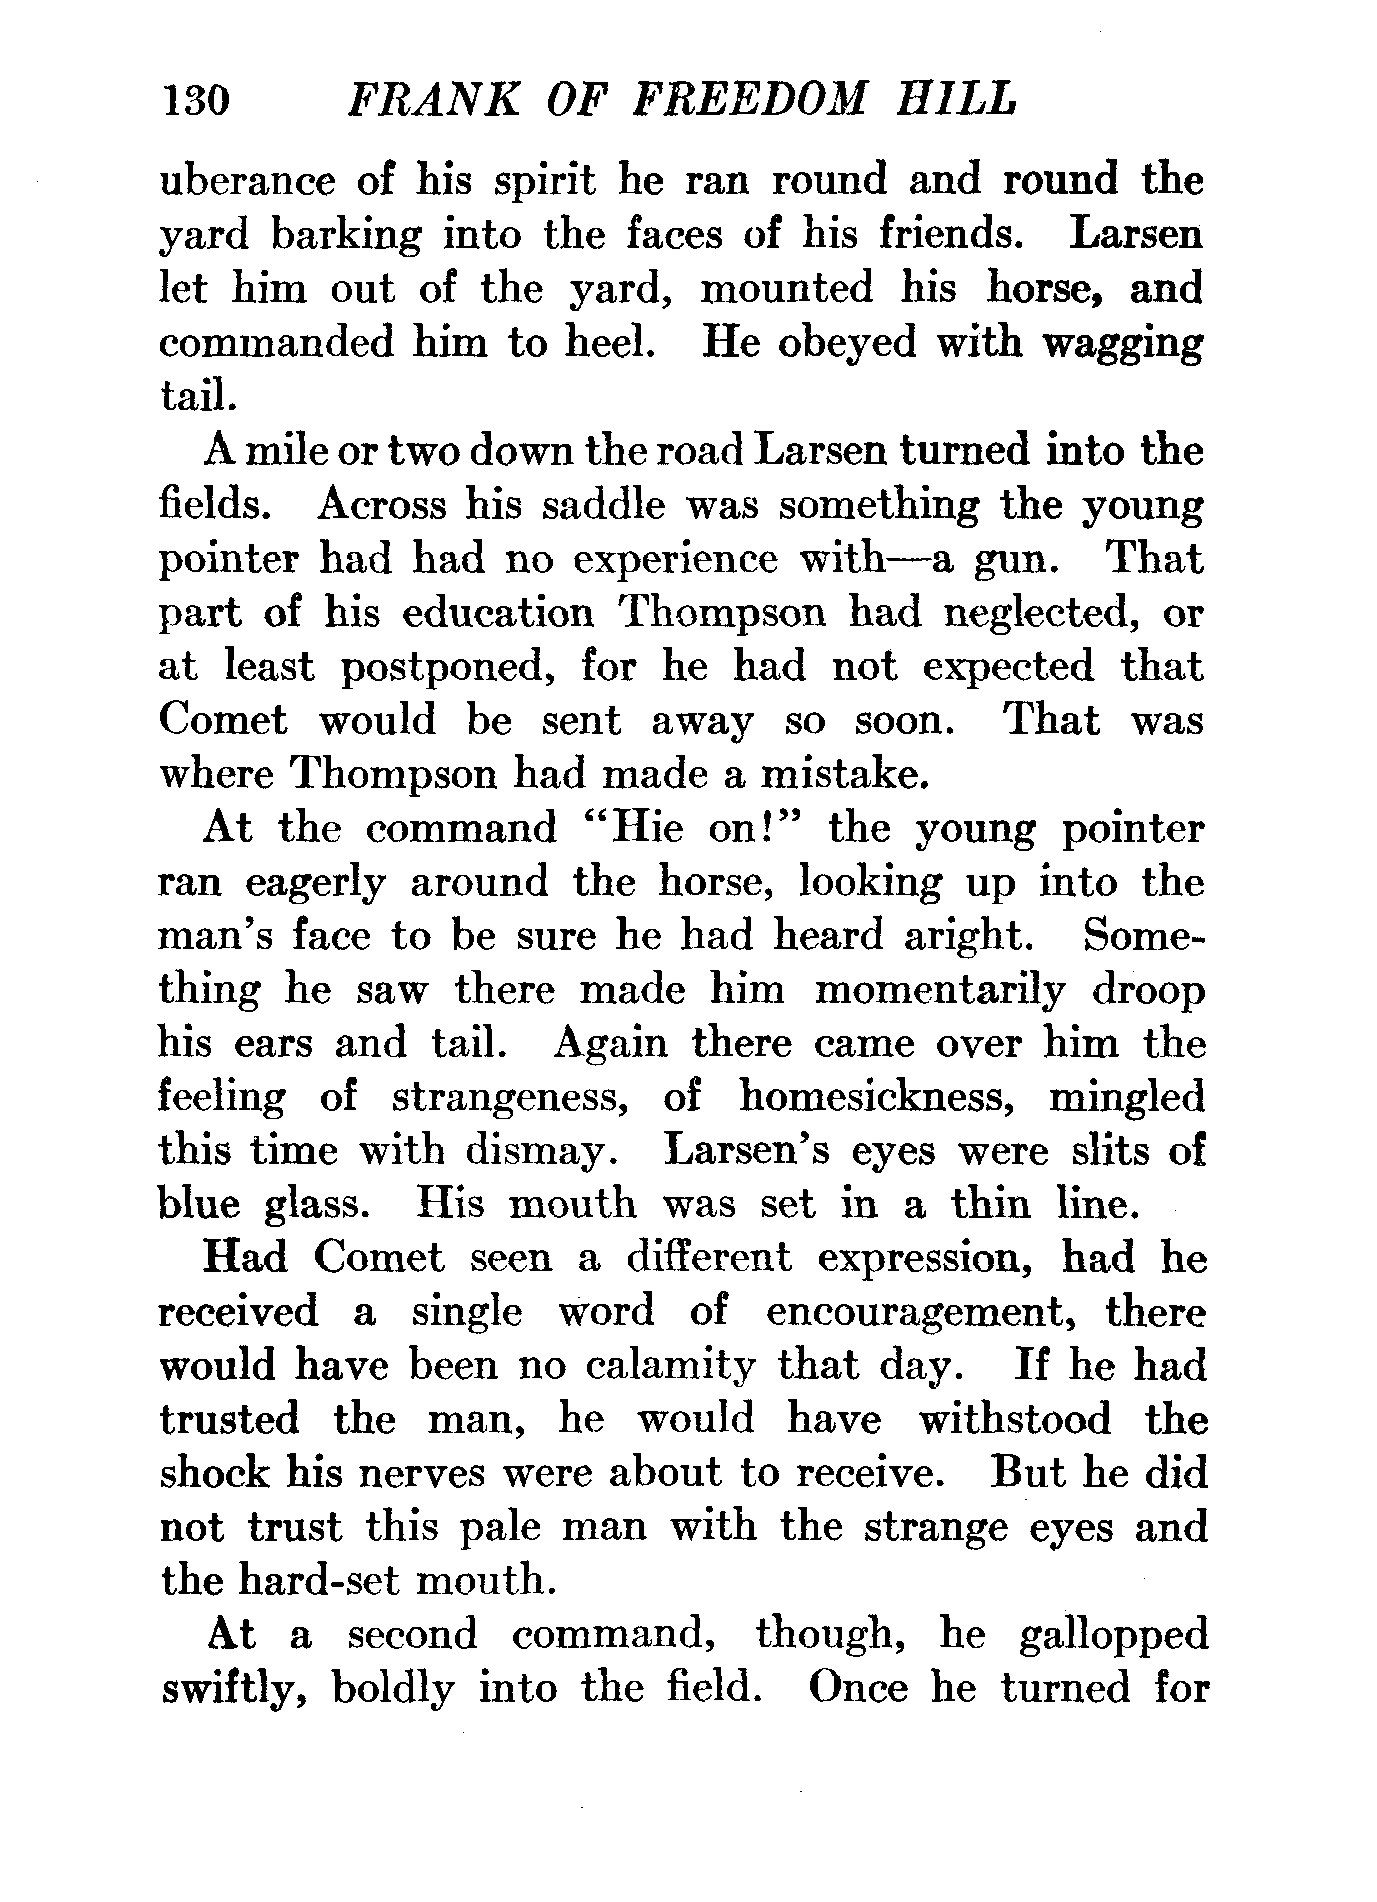 130 FRANK OF FREEDOM HILL
uberance of his spirit he ran round and round the
yard barking into the faces of his friends. Larsen
let him out of the yard, mounted his horse, and
commanded him to heel. He obeyed with wagging
tail.
A mile or two down the road Larsen turned into the
fields. Across his saddle was something the young
pointer had had no experience with—a gun. That
part of his education Thompson had neglected, or
at least postponed, for he had not expected that
Comet would be sent away so soon. That was
where Thompson had made a mistake.
At the command “Hie on!” the young pointer
ran eagerly around the horse, looking up into the
man’s face to be sure he had heard aright. Some-
thing he saw there made him momentarily droop
his ears and tail. Again there came over him the
feeling of strangeness, of homesickness, mingled
this time with dismay. Larsen’s eyes were slits of
blue glass. His mouth was set in a thin line.
Had Comet seen a different expression, had he
received a single word of encouragement, there
would have been no calamity that day. If he had
trusted the man, he would have withstood the
shock his nerves were about to receive. But he did
not trust this pale man with the strange eyes and
the hard-set mouth.
At a second command, though, he gallopped
swiftly, boldly into the field. Once he turned for